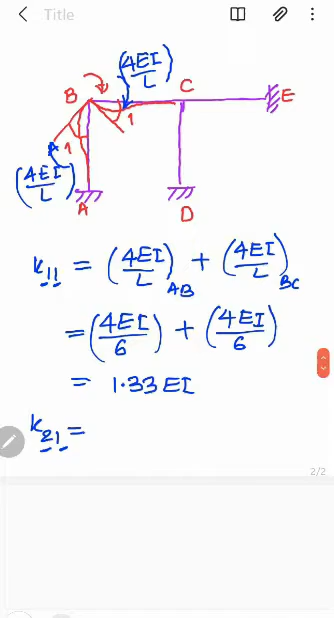 Title
(4EI/L)
B
C
E
1
1
(4EI/L)
A
D
k₁₁ = (4EI/L)AB + (4EI/L)BC
= (4EI/6) + (4EI/6)
= 1.33 EI
k₂₁ =
2/2